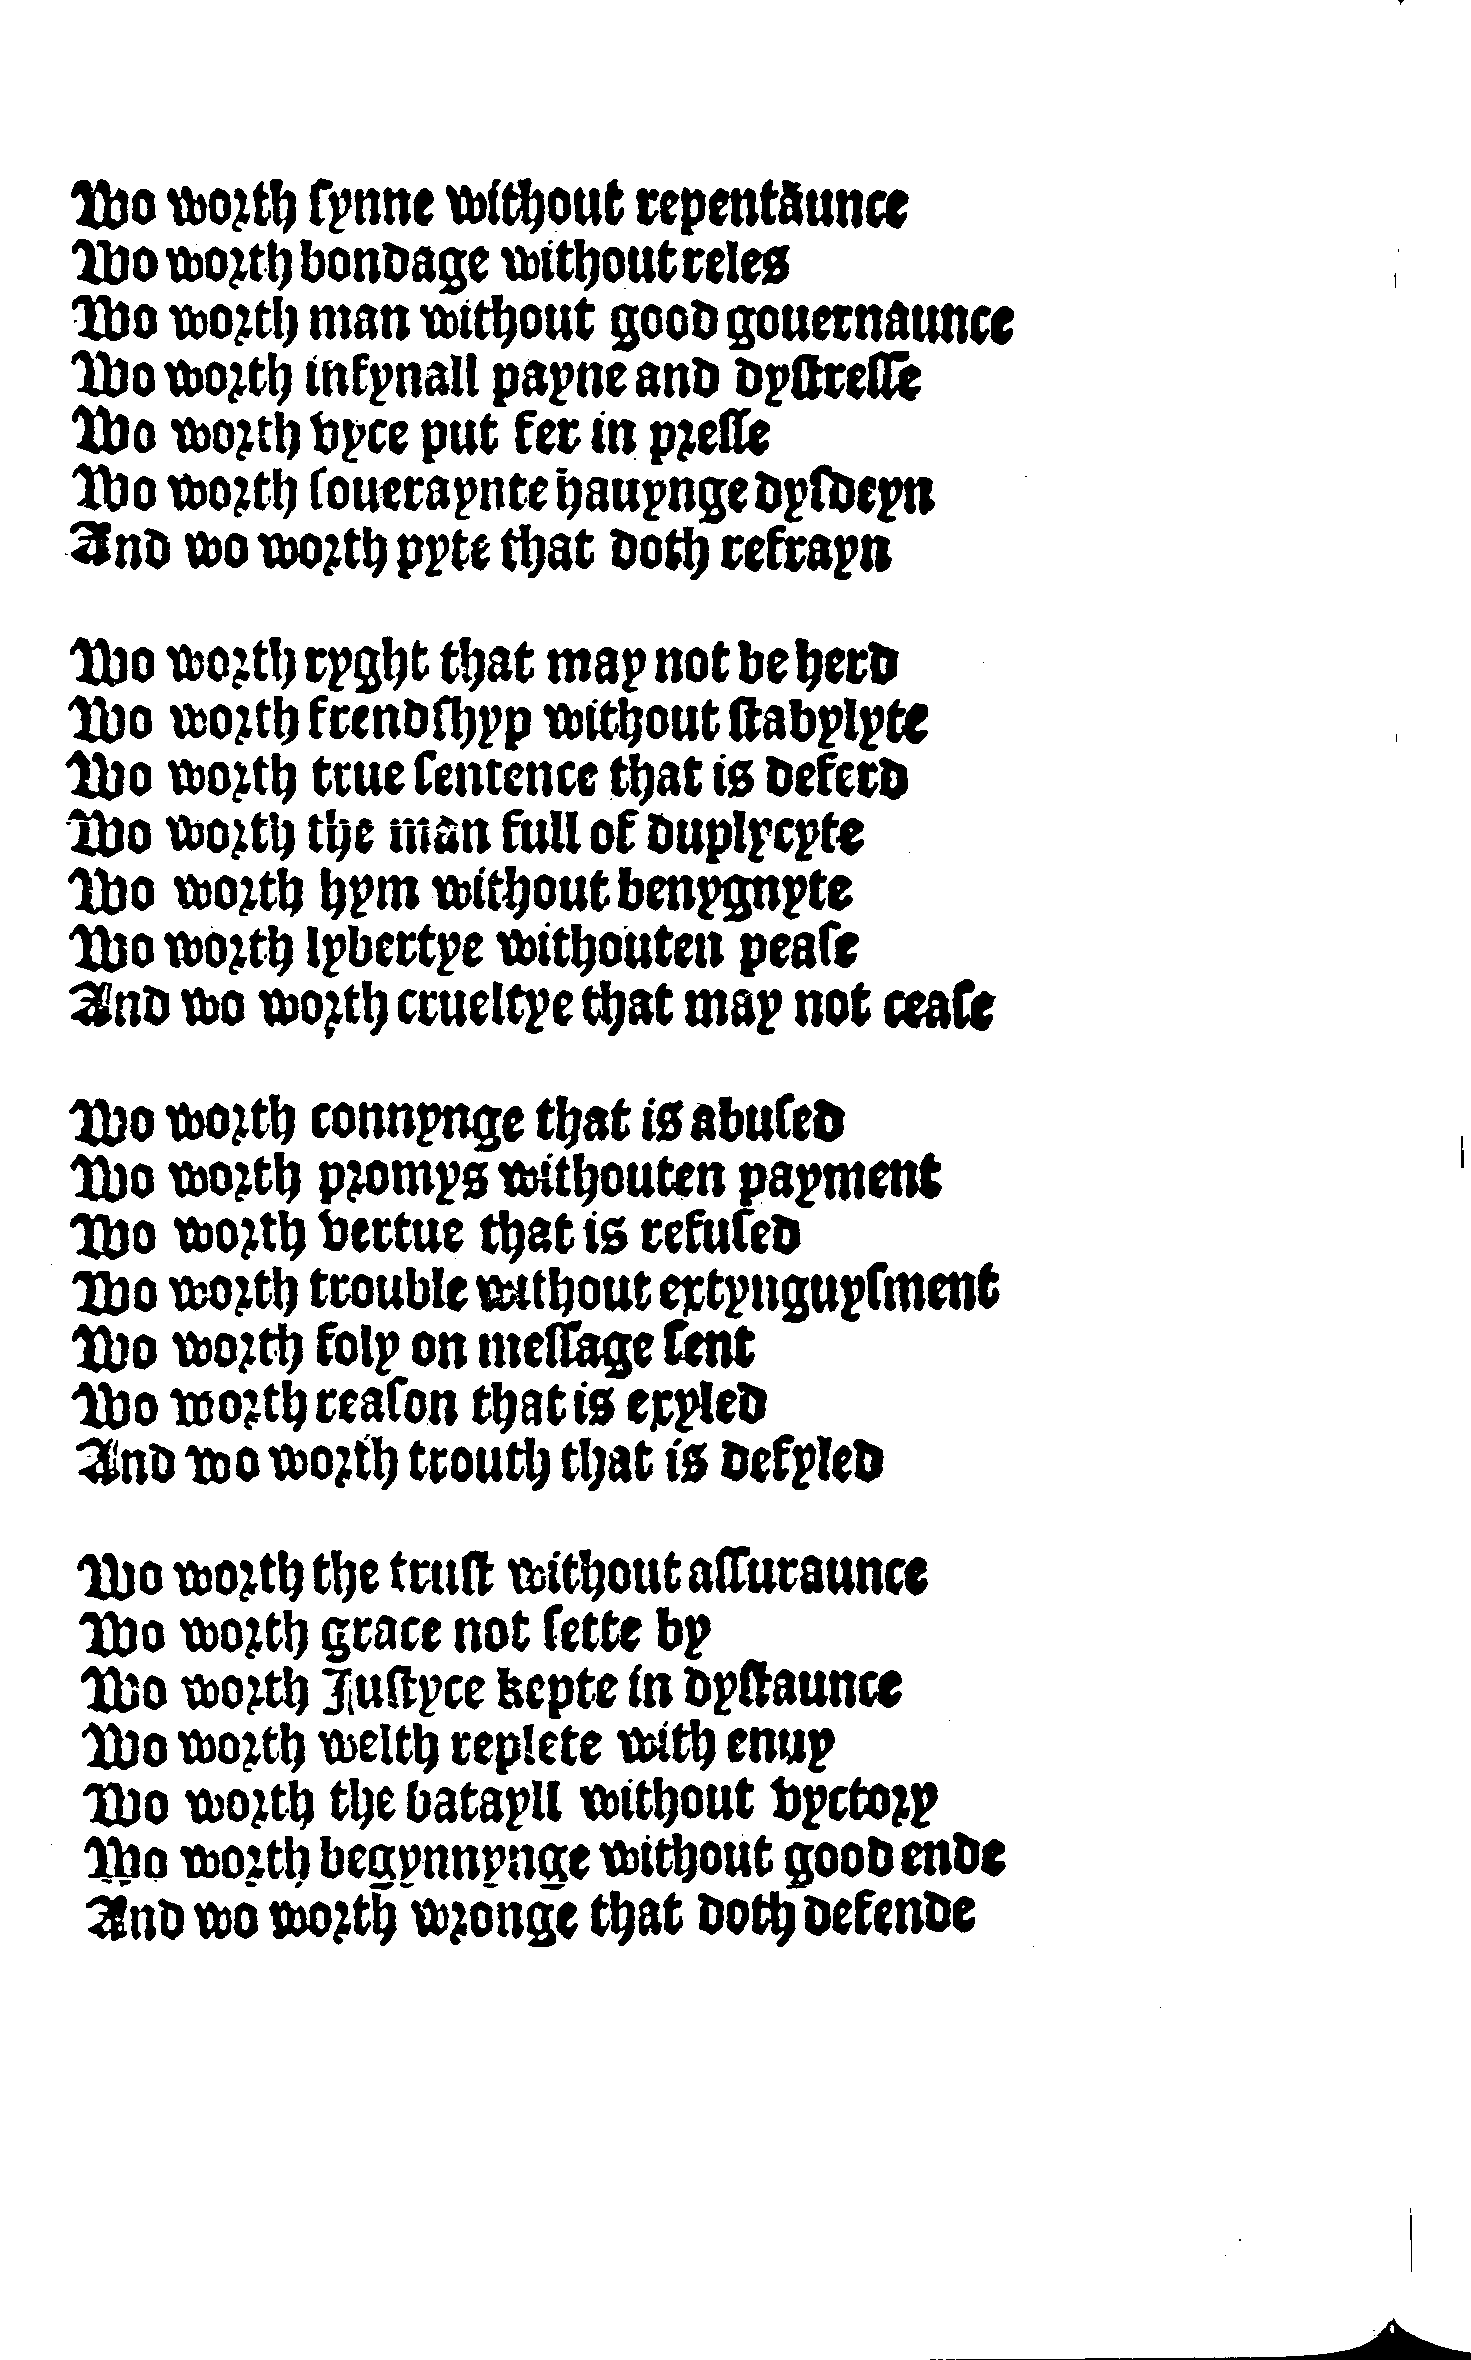 Wo worth ſynne without repentaunce
Wo worth bondage without reles
Wo worth man without good gouernaunce
Wo worth infynall payne and dyſtreſſe
Wo worth vyce put fer in preſſe
Wo worth ſoueraynte hauynge dyſdeyn
And wo worth pyte that doth refrayn

Wo worth ryght that may not be herd
Wo worth frendſhyp without ſtabylyte
Wo worth true ſentence that is deferd
Wo worth the man full of duplycyte
Wo worth hym without benygnyte
Wo worth lybertye withouten peaſe
And wo worth crueltye that may not ceaſe

Wo worth connynge that is abuſed
Wo worth promys withouten payment
Wo worth vertue that is refuſed
Wo worth trouble without extynguyſment
Wo worth foly on meſſage ſent
Wo worth reaſon that is exyled
And wo worth trouth that is defyled

Wo worth the truſt without aſſuraunce
Wo worth grace not ſette by
Wo worth Juſtyce kepte in dyſtaunce
Wo worth welth replete with enuy
Wo worth the batayll without vyctory
Wo worth begynnynge without good ende
And wo worth wronge that doth defende